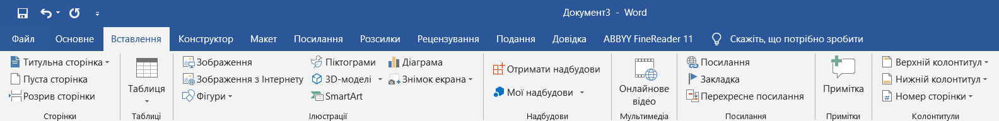 Документ3 - Word
Файл Основне Вставлення Конструктор Макет Посилання Розсилки Рецензування Подання Довідка ABBYY FineReader 11 Скажіть, що потрібно зробити
Титульна сторінка
Пуста сторінка
Розрив сторінки
Сторінки
Таблиця
Таблиці
Зображення
Зображення з Інтернету
Фігури
Піктограми
3D-моделі
SmartArt
Діаграма
Знімок екрана
Ілюстрації
Отримати надбудови
Мої надбудови
Надбудови
Онлайнове
відео
Мультимедіа
Посилання
Закладка
Перехресне посилання
Посилання
Примітка
Примітки
Верхній колонтитул
Нижній колонтитул
Номер сторінки
Колонтитули